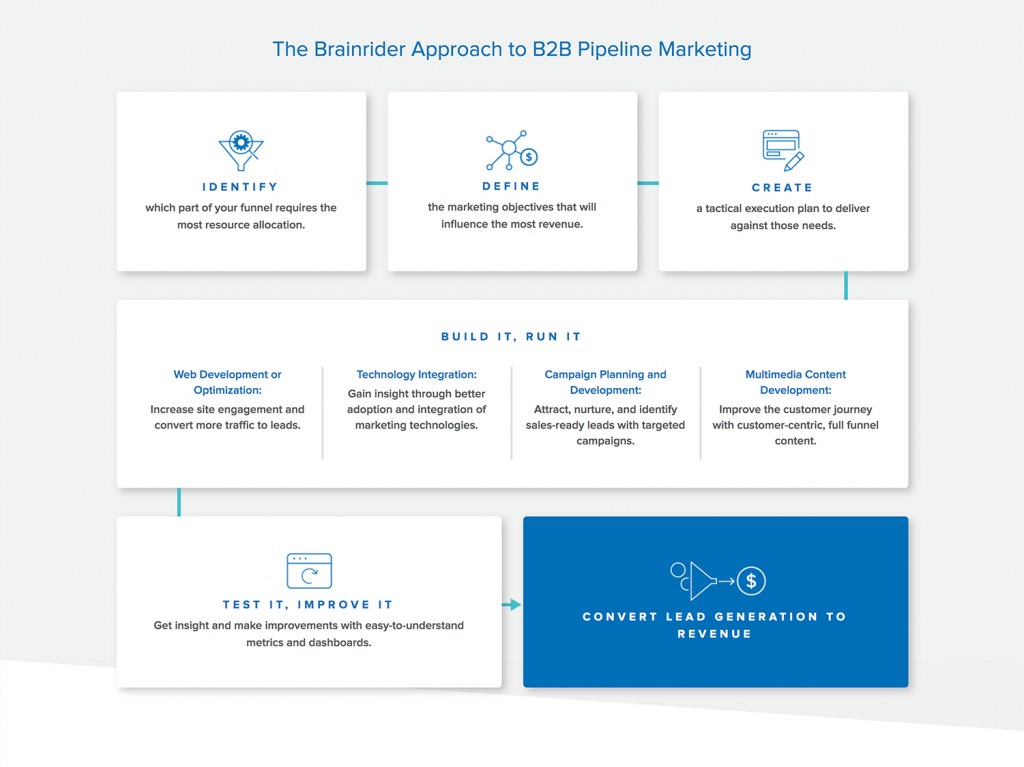 The Brainrider Approach to B2B Pipeline Marketing
IDENTIFY
which part of your funnel requires the
most resource allocation.
DEFINE
$
the marketing objectives that will
influence the most revenue.
CREATE
a tactical execution plan to deliver
against those needs.
BUILD IT, RUN IT
Web Development or
Optimization:
Increase site engagement and
convert more traffic to leads.
Technology Integration:
Gain insight through better
adoption and integration of
marketing technologies.
Campaign Planning and
Development:
Attract, nurture, and identify
sales-ready leads with targeted
campaigns.
Multimedia Content
Development:
Improve the customer journey
with customer-centric, full funnel
content.
TEST IT, IMPROVE IT
Get insight and make improvements with easy-to-understand
metrics and dashboards.
$
CONVERT LEAD GENERATION TO
REVENUE